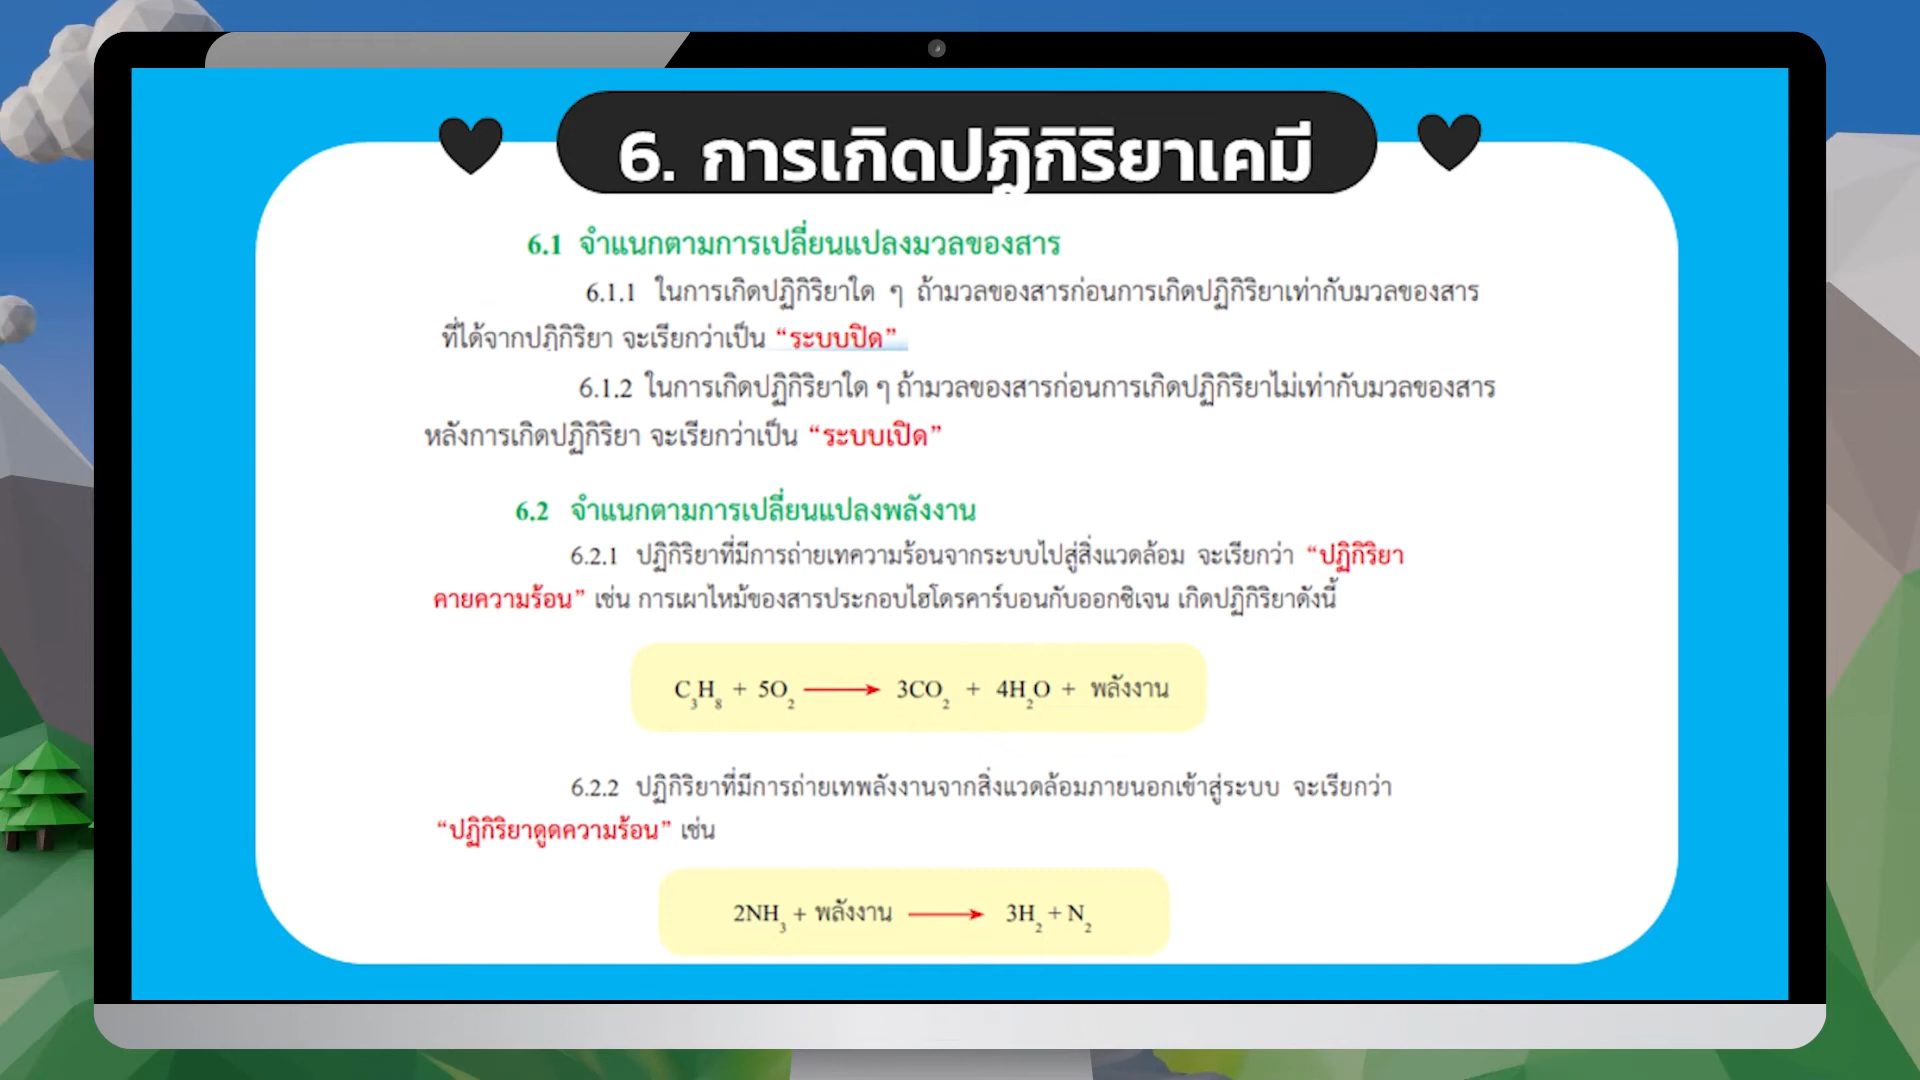 6. การเกิดปฏิกิริยาเคมี
6.1 จำแนกตามการเปลี่ยนแปลงมวลของสาร
6.1.1 ในการเกิดปฏิกิริยาใด ๆ ถ้ามวลของสารก่อนการเกิดปฏิกิริยาเท่ากับมวลของสาร
ที่ได้จากปฏิกิริยา จะเรียกว่าเป็น “ระบบปิด”
6.1.2 ในการเกิดปฏิกิริยาใด ๆ ถ้ามวลของสารก่อนการเกิดปฏิกิริยาไม่เท่ากับมวลของสาร
หลังการเกิดปฏิกิริยา จะเรียกว่าเป็น “ระบบเปิด”
6.2 จำแนกตามการเปลี่ยนแปลงพลังงาน
6.2.1 ปฏิกิริยาที่มีการถ่ายเทความร้อนจากระบบไปสู่สิ่งแวดล้อม จะเรียกว่า “ปฏิกิริยา
คายความร้อน” เช่น การเผาไหม้ของสารประกอบไฮโดรคาร์บอนกับออกซิเจน เกิดปฏิกิริยาดังนี้
C₃H₈ + 5O₂ ⟶ 3CO₂ + 4H₂O + พลังงาน
6.2.2 ปฏิกิริยาที่มีการถ่ายเทพลังงานจากสิ่งแวดล้อมภายนอกเข้าสู่ระบบ จะเรียกว่า
“ปฏิกิริยาดูดความร้อน” เช่น
2NH₃ + พลังงาน ⟶ 3H₂ + N₂